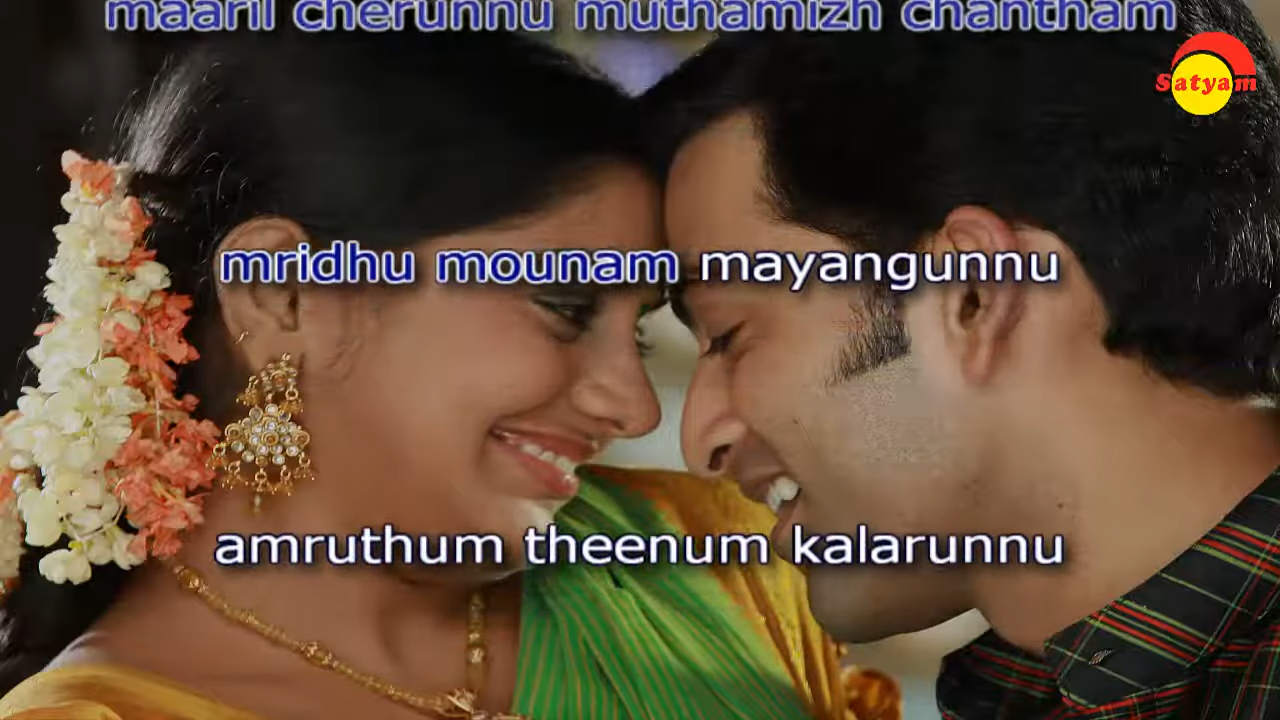 maaril cherunnu muthamizh chantham
Satyam
mridhu mounam mayangunnu
amruthum theenum kalarunnu